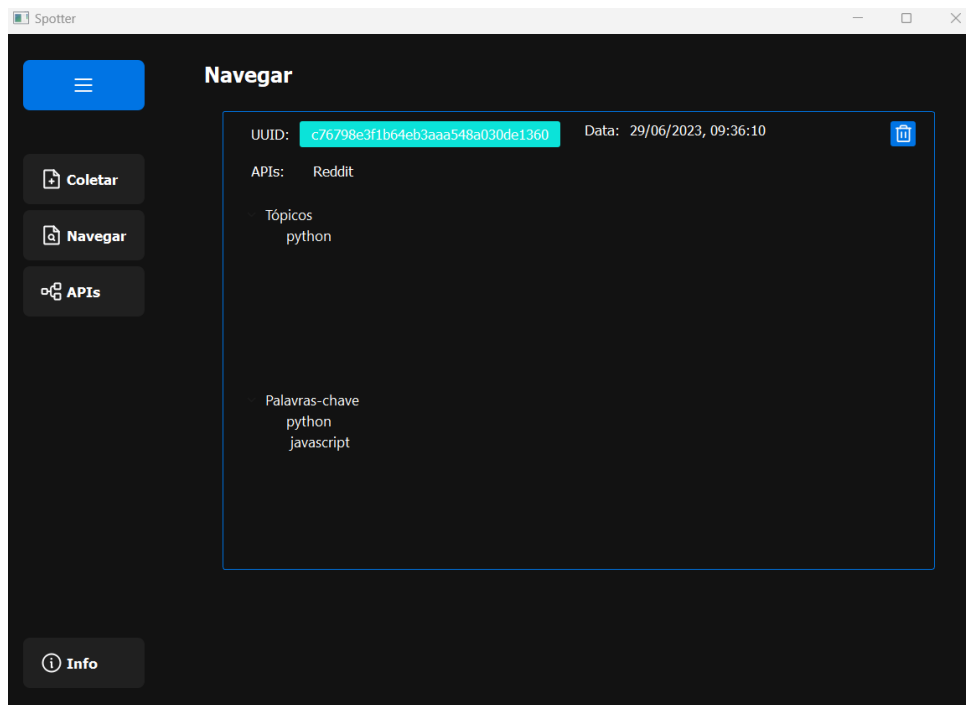 Spotter
Navegar
UUID: c76798e3f1b64eb3aaa548a030de1360 Data: 29/06/2023, 09:36:10
APIs: Reddit
Coletar
Navegar
APIs
Tópicos
python
Palavras-chave
python
javascript
Info